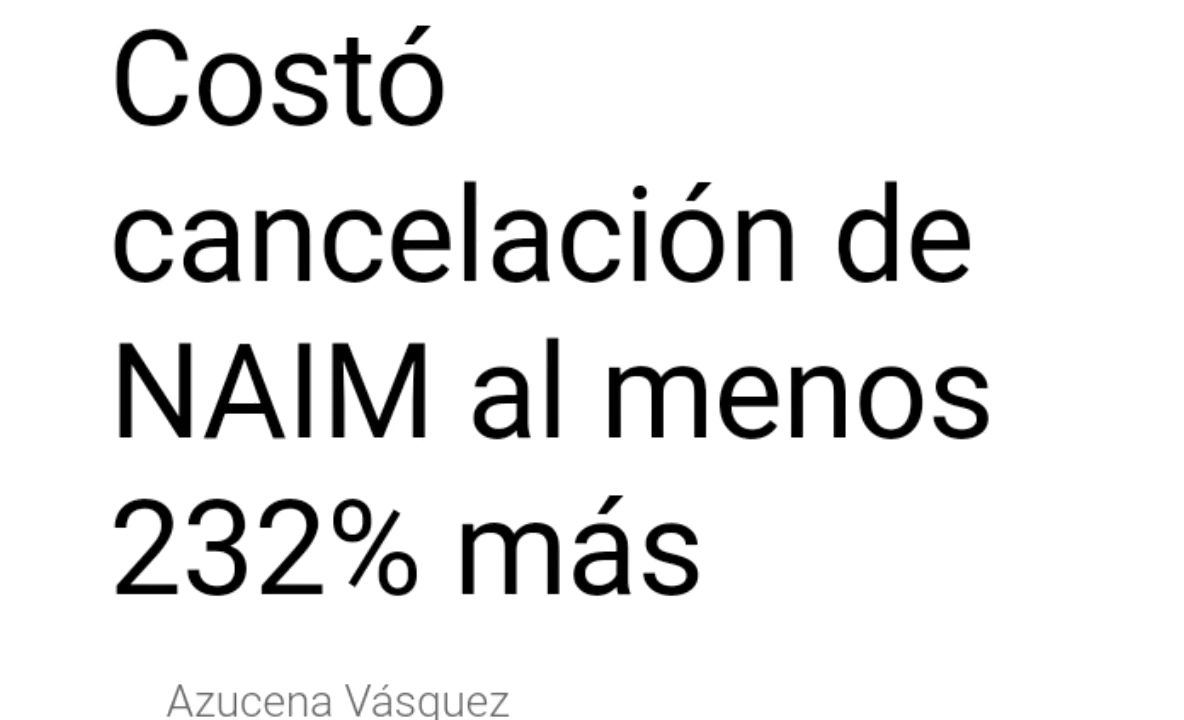 Costó
cancelación de
NAIM al menos
232% más
Azucena Vásquez